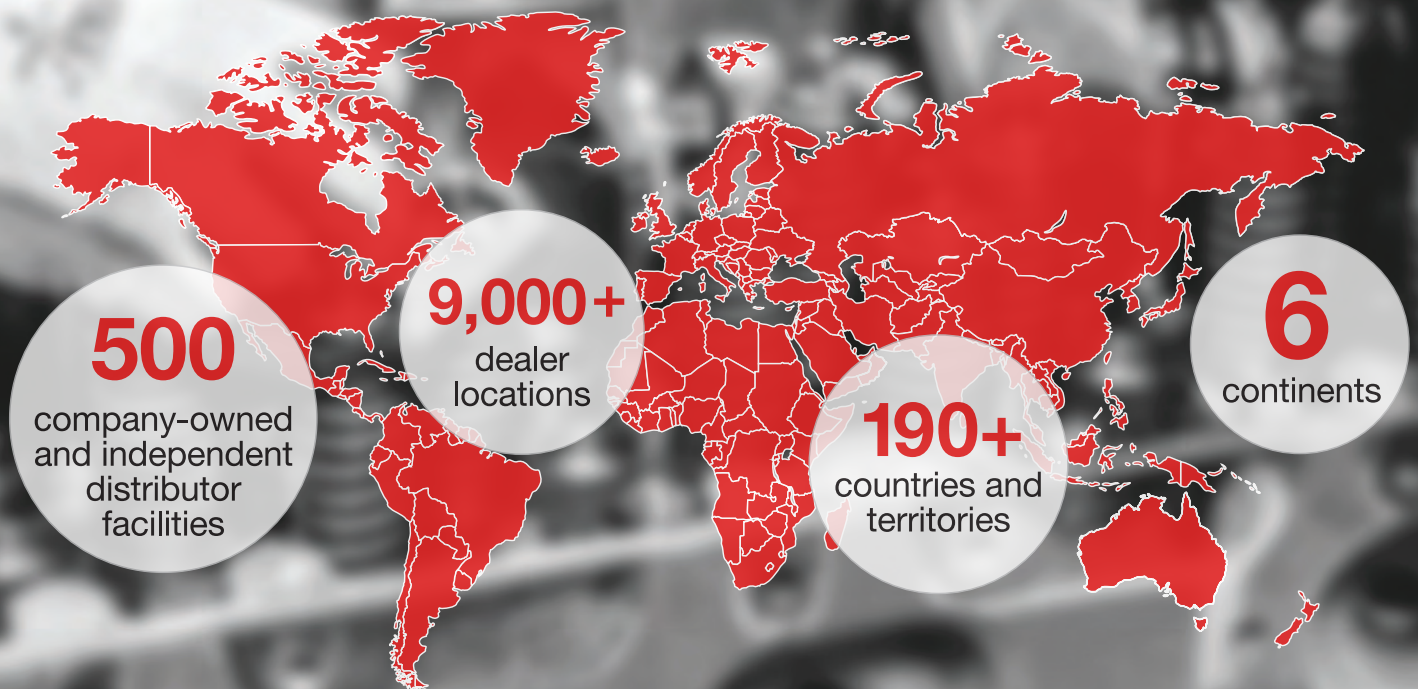 500
company-owned
and independent
distributor
facilities
9,000+
dealer
locations
190+
countries and
territories
6
continents